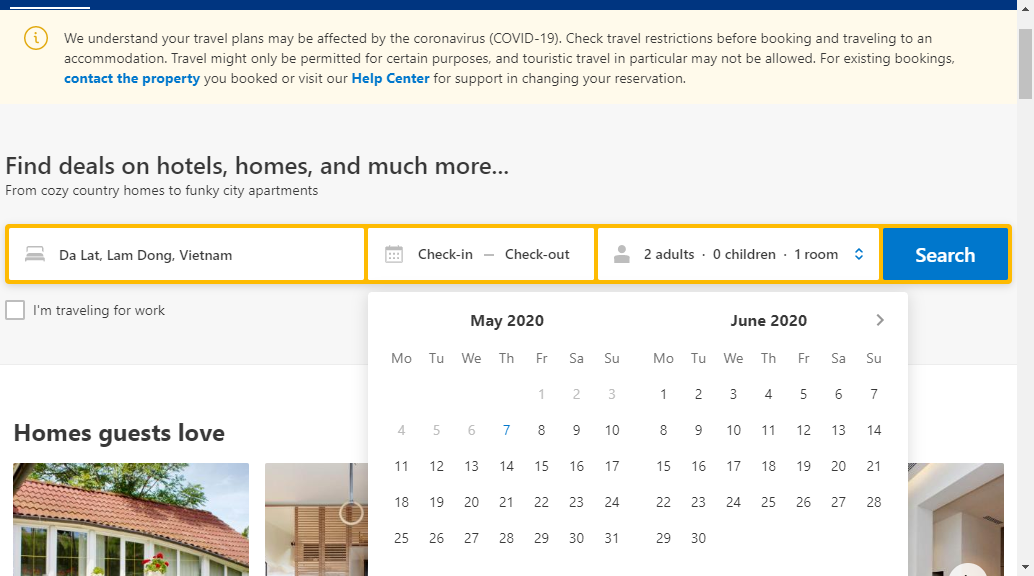 We understand your travel plans may be affected by the coronavirus (COVID-19). Check travel restrictions before booking and traveling to an
accommodation. Travel might only be permitted for certain purposes, and touristic travel in particular may not be allowed. For existing bookings,
contact the property you booked or visit our Help Center for support in changing your reservation.
Find deals on hotels, homes, and much more...
From cozy country homes to funky city apartments
Da Lat, Lam Dong, Vietnam Check-in — Check-out 2 adults · 0 children · 1 room Search
I'm traveling for work
May 2020 June 2020
Mo Tu We Th Fr Sa Su Mo Tu We Th Fr Sa Su
1 2 3 1 2 3 4 5 6 7
4 5 6 7 8 9 10 8 9 10 11 12 13 14
Homes guests love
11 12 13 14 15 16 17 15 16 17 18 19 20 21
18 19 20 21 22 23 24 22 23 24 25 26 27 28
25 26 27 28 29 30 31 29 30